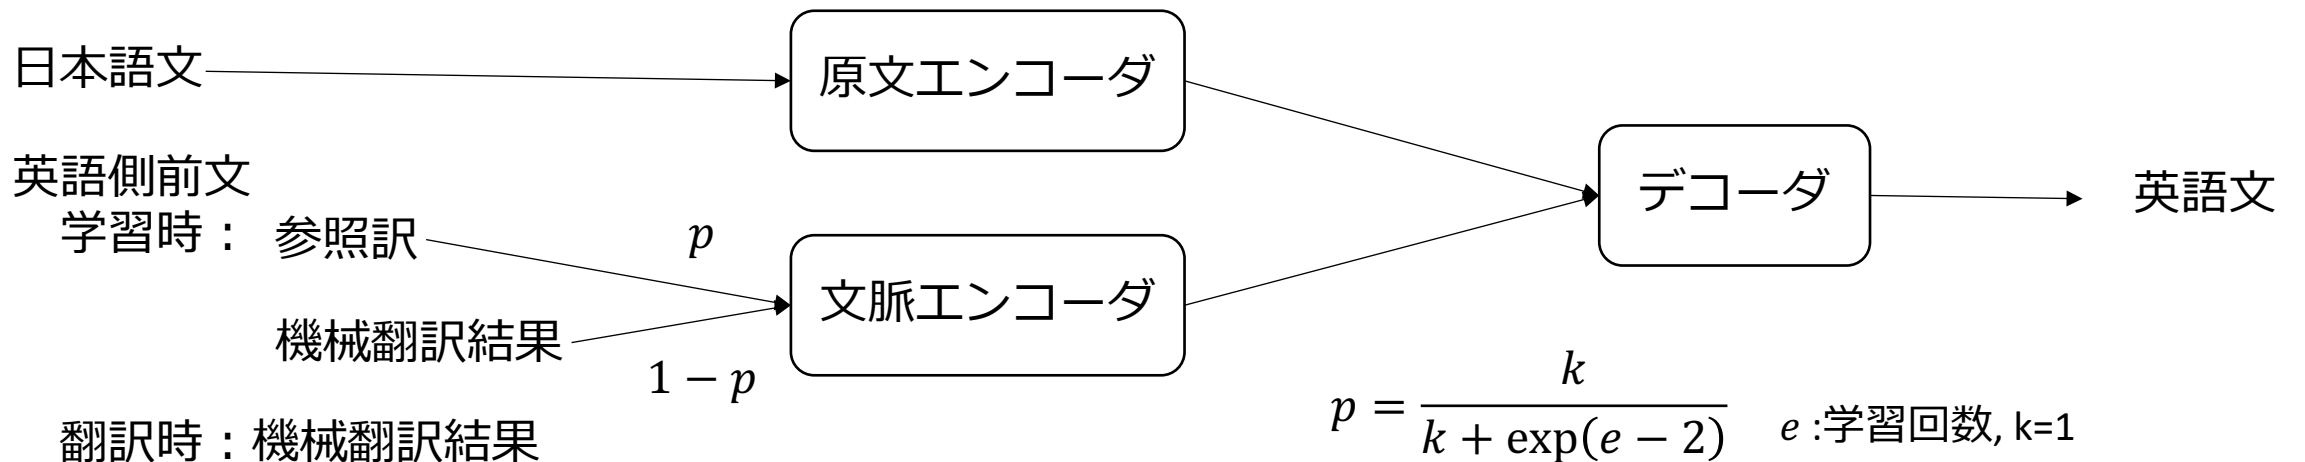 日本語文
原文エンコーダ
英語側前文
学習時： 参照訳
p
機械翻訳結果
1 − p
文脈エンコーダ
デコーダ
英語文
翻訳時：機械翻訳結果
p = k / (k + exp(e − 2))
e :学習回数, k=1